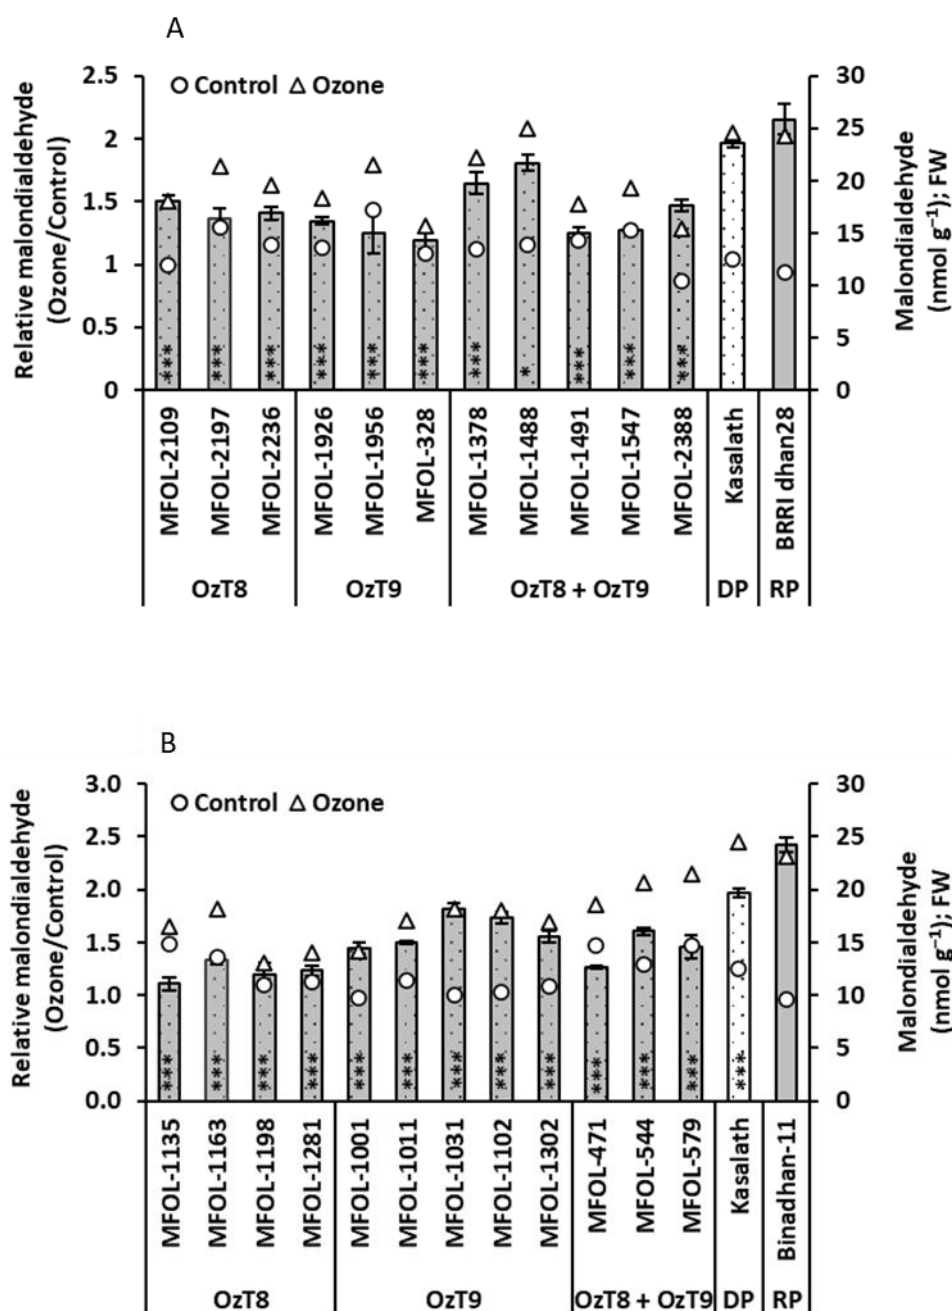 A
Relative malondialdehyde
(Ozone/Control)
2.5
2
1.5
1
0.5
0
Control Ozone
30
25
20
15
10
5
0
Malondialdehyde
(nmol g⁻¹); FW
*** *** *** *** *** *** *** * *** *** ***
MFOL-2109
MFOL-2197
MFOL-2236
MFOL-1926
MFOL-1956
MFOL-328
MFOL-1378
MFOL-1488
MFOL-1491
MFOL-1547
MFOL-2388
Kasalath
BRRI dhan28
OzT8 OzT9 OzT8 + OzT9 DP RP
B
Relative malondialdehyde
(Ozone/Control)
3.0
2.5
2.0
1.5
1.0
0.5
0.0
Control Ozone
30
25
20
15
10
5
0
Malondialdehyde
(nmol g⁻¹); FW
*** *** *** *** *** *** *** *** *** *** *** *** ***
MFOL-1135
MFOL-1163
MFOL-1198
MFOL-1281
MFOL-1001
MFOL-1011
MFOL-1031
MFOL-1102
MFOL-1302
MFOL-471
MFOL-544
MFOL-579
Kasalath
Binadhan-11
OzT8 OzT9 OzT8 + OzT9 DP RP